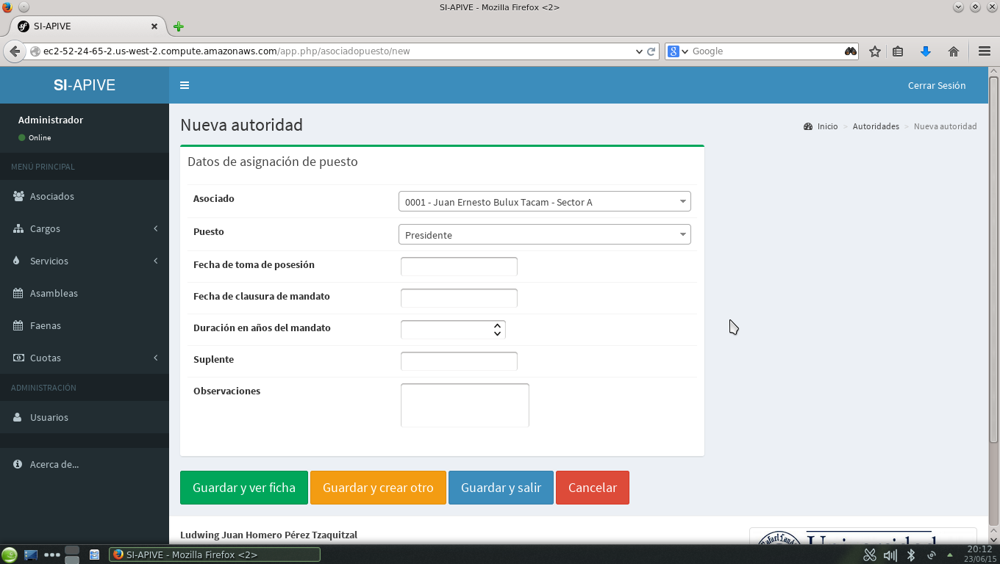 SI-APIVE - Mozilla Firefox <2>
SI-APIVE
ec2-52-24-65-2.us-west-2.compute.amazonaws.com/app.php/asociadopuesto/new
Google
SI-APIVE
Cerrar Sesión
Administrador
Online
MENÚ PRINCIPAL
Asociados
Cargos
Servicios
Asambleas
Faenas
Cuotas
ADMINISTRACIÓN
Usuarios
Acerca de...
Nueva autoridad
Inicio > Autoridades > Nueva autoridad
Datos de asignación de puesto
Asociado
0001 - Juan Ernesto Bulux Tacam - Sector A
Puesto
Presidente
Fecha de toma de posesión
Fecha de clausura de mandato
Duración en años del mandato
Suplente
Observaciones
Guardar y ver ficha
Guardar y crear otro
Guardar y salir
Cancelar
Ludwing Juan Homero Pérez Tzaquitzal
Universidad
SI-APIVE - Mozilla Firefox <2>
20:12
23/06/15